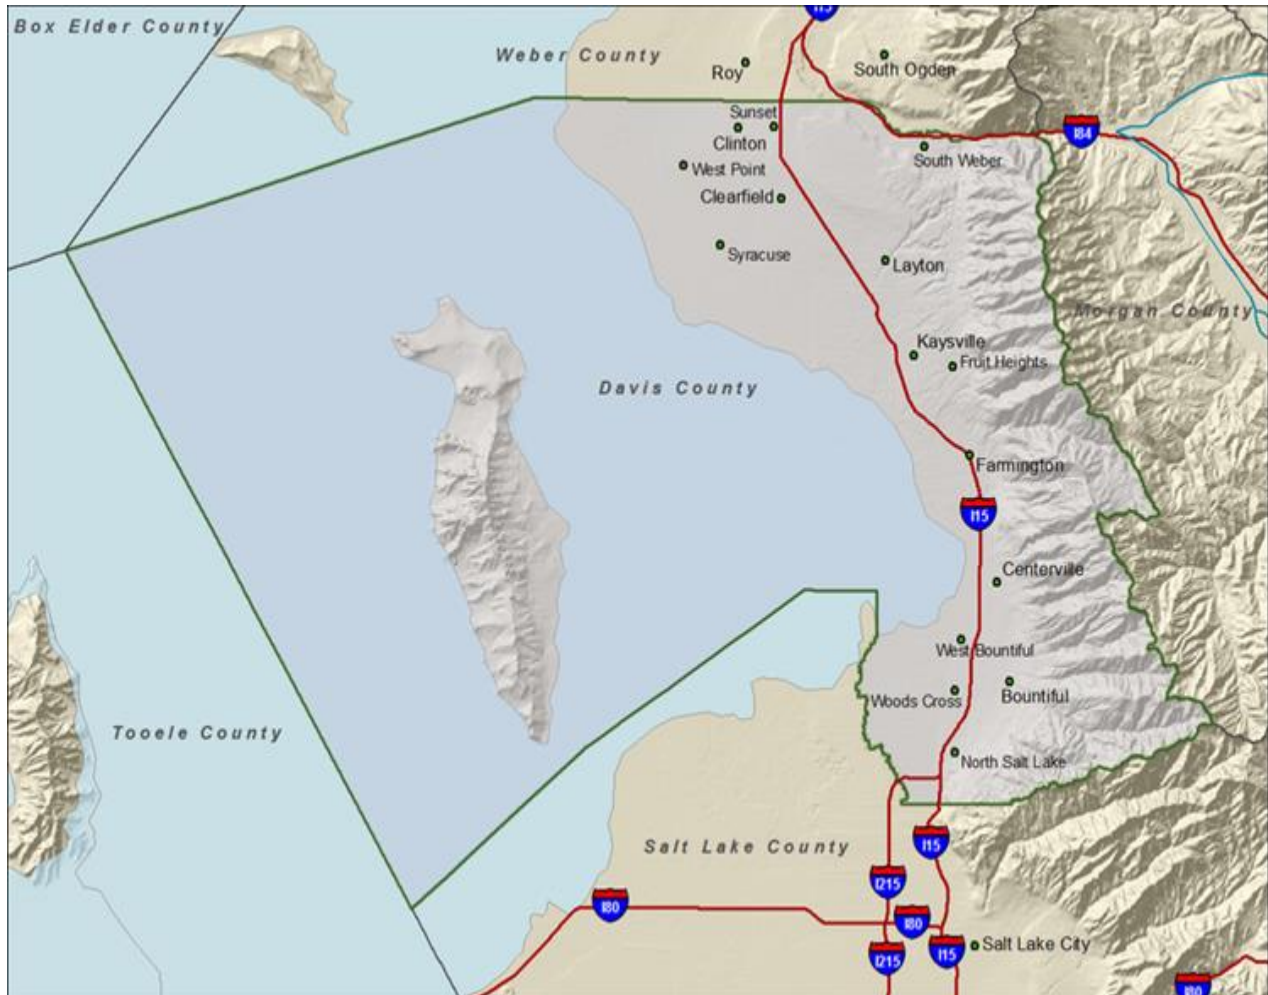 I15
Box Elder County
Weber County
Roy
South Ogden
Sunset
Clinton
I84
South Weber
West Point
Clearfield
Syracuse
Layton
Morgan County
Kaysville
Fruit Heights
Davis County
Farmington
I15
Centerville
West Bountiful
Woods Cross
Bountiful
Tooele County
North Salt Lake
Salt Lake County
I15
I215
I80
I80
Salt Lake City
I215
I15
I80